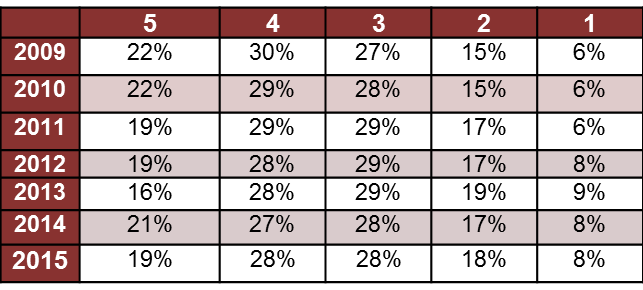 5 4 3 2 1
2009 22% 30% 27% 15% 6%
2010 22% 29% 28% 15% 6%
2011 19% 29% 29% 17% 6%
2012 19% 28% 29% 17% 8%
2013 16% 28% 29% 19% 9%
2014 21% 27% 28% 17% 8%
2015 19% 28% 28% 18% 8%